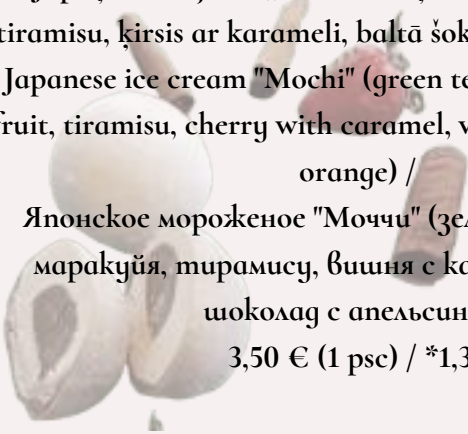 tiramisu, ķirsis ar karameli, baltā šok
Japanese ice cream "Mochi" (green te
fruit, tiramisu, cherry with caramel, w
orange) /
Японское мороженое "Моччи" (зел
маракуйя, тирамису, вишня с ка
шоколад с апельсин
3,50 € (1 psc) / *1,3